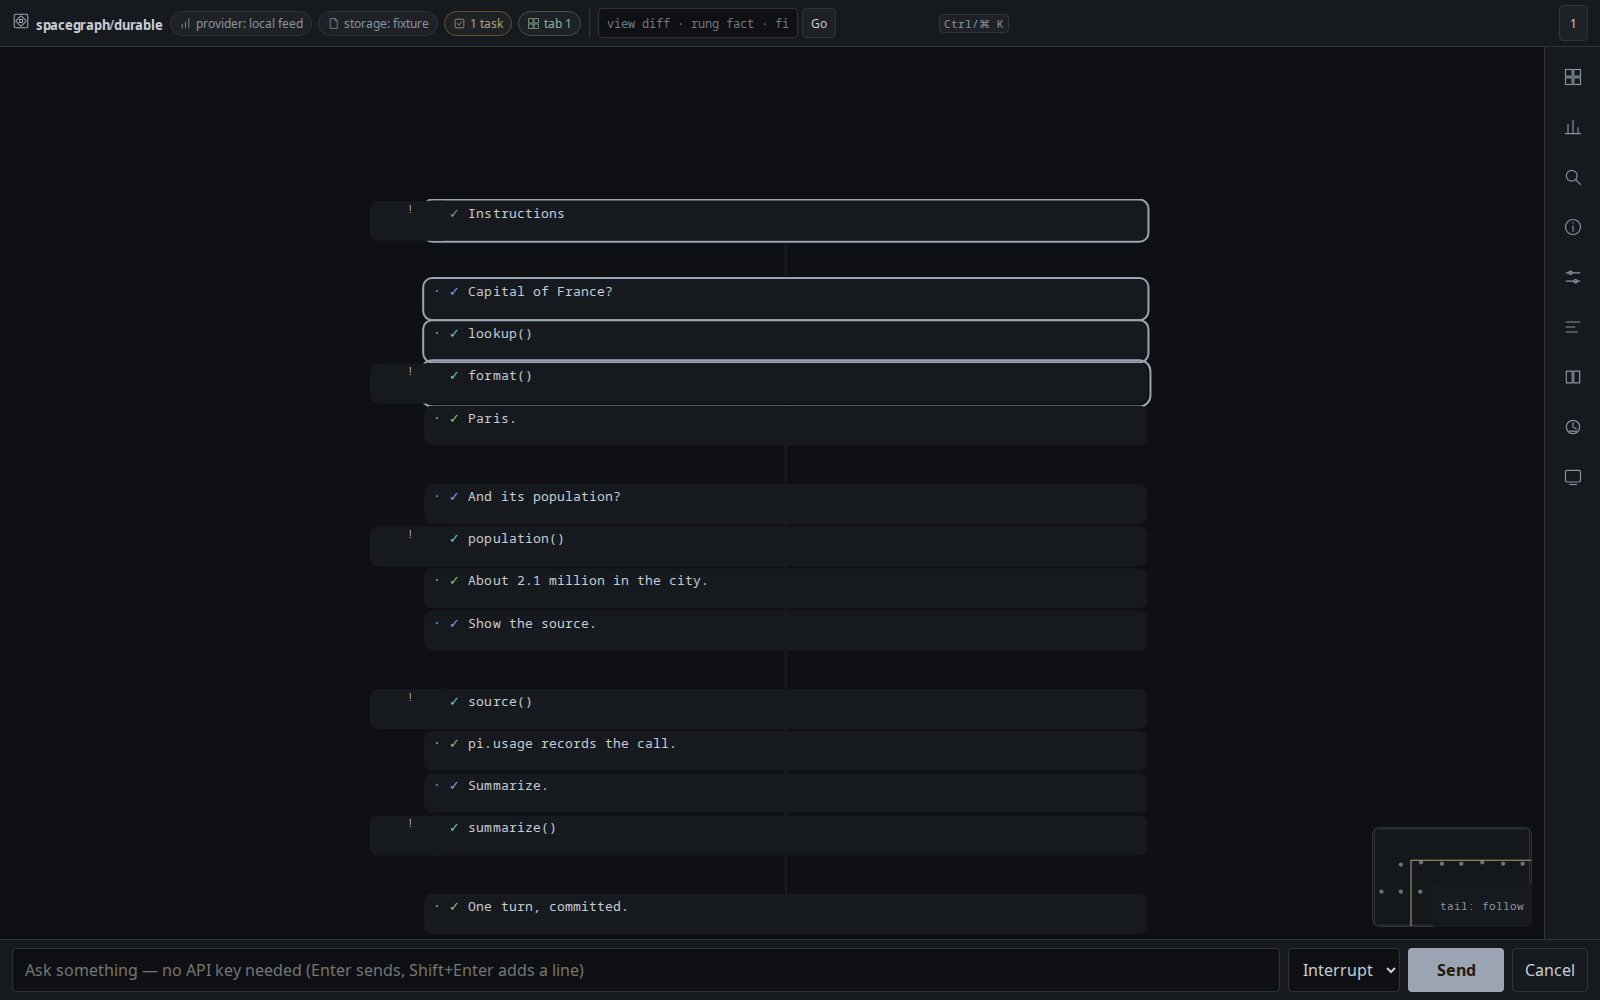 spacegraph/durable
provider: local feed
storage: fixture
1 task
tab 1
view diff · rung fact · fi
Go
Ctrl/⌘ K
1
! ✓ Instructions
· ✓ Capital of France?
· ✓ lookup()
! ✓ format()
· ✓ Paris.
· ✓ And its population?
! ✓ population()
· ✓ About 2.1 million in the city.
· ✓ Show the source.
! ✓ source()
· ✓ pi.usage records the call.
· ✓ Summarize.
! ✓ summarize()
· ✓ One turn, committed.
tail: follow
Ask something — no API key needed (Enter sends, Shift+Enter adds a line)
Interrupt
Send
Cancel